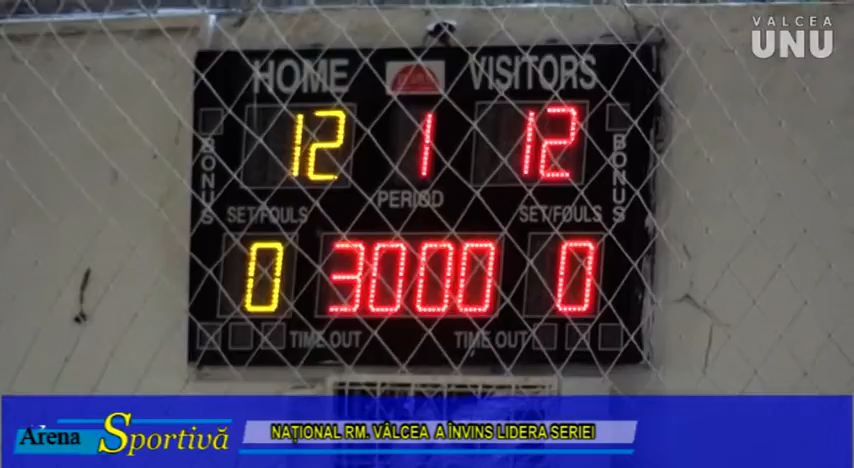 VALCEA
UNU
HOME VISITORS
12 1 12
BONUS PERIOD BONUS
SET/FOULS SET/FOULS
0 3000 0
TIME OUT TIME OUT
Arena Sportivă
NAȚIONAL RM. VÂLCEA A ÎNVINS LIDERA SERIEI